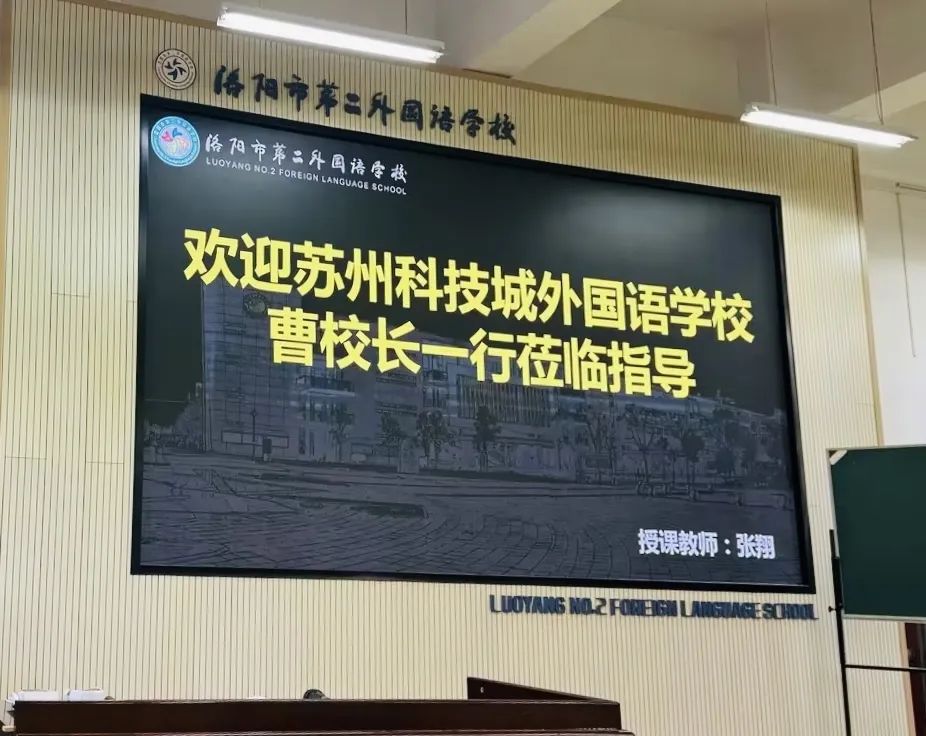 洛阳市第二外国语学校
洛阳市第二外国语学校
LUOYANG NO.2 FOREIGN LANGUAGE SCHOOL
欢迎苏州科技城外国语学校
曹校长一行莅临指导
授课教师：张翔
LUOYANG NO.2 FOREIGN LANGUAGE SCHOOL